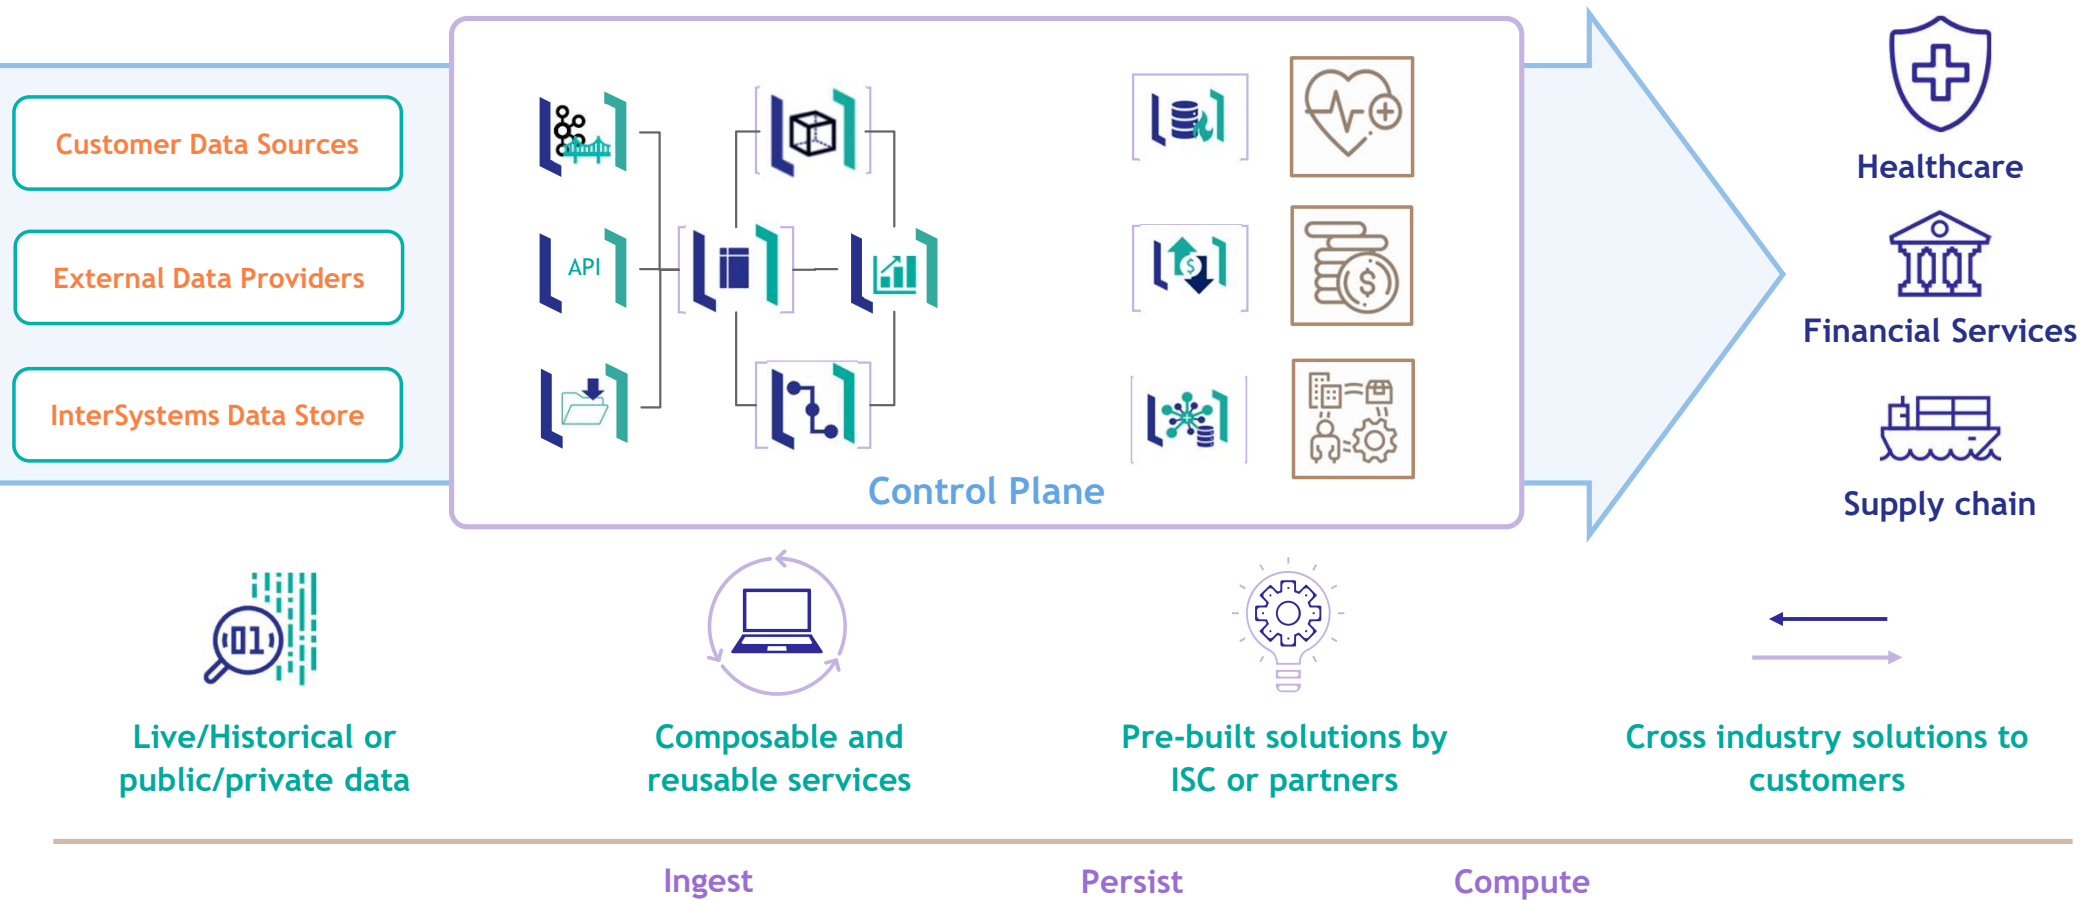 Customer Data Sources
External Data Providers
InterSystems Data Store
API
Control Plane
Healthcare
Financial Services
Supply chain
Live/Historical or
public/private data
Composable and
reusable services
Pre-built solutions by
ISC or partners
Cross industry solutions to
customers
Ingest
Persist
Compute